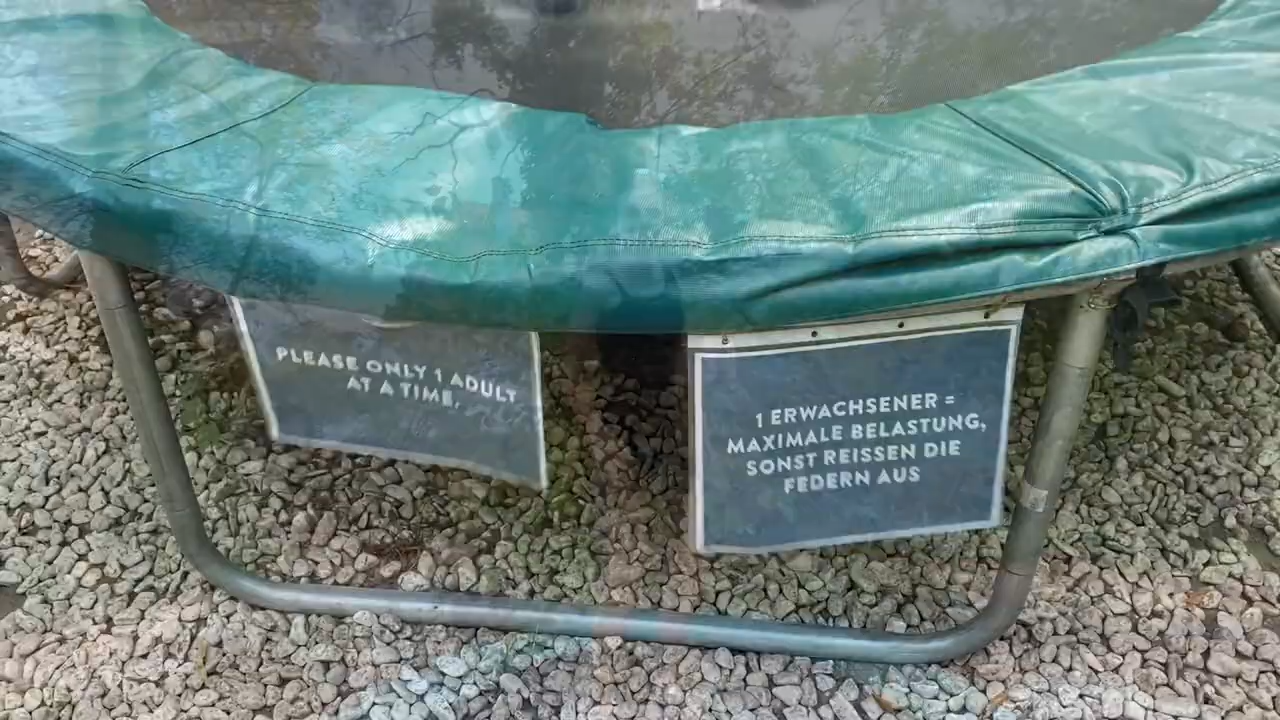 PLEASE ONLY 1 ADULT
AT A TIME.
1 ERWACHSENER =
MAXIMALE BELASTUNG,
SONST REISSEN DIE
FEDERN AUS